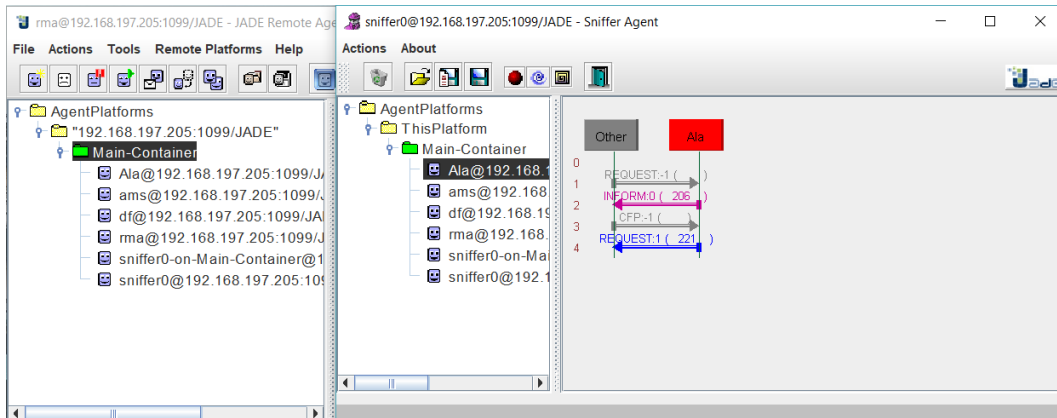 rma@192.168.197.205:1099/JADE - JADE Remote Age
File Actions Tools Remote Platforms Help
AgentPlatforms
"192.168.197.205:1099/JADE"
Main-Container
Ala@192.168.197.205:1099/JA
ams@192.168.197.205:1099/J
df@192.168.197.205:1099/JA
rma@192.168.197.205:1099/J
sniffer0-on-Main-Container@1
sniffer0@192.168.197.205:109
sniffer0@192.168.197.205:1099/JADE - Sniffer Agent
Actions About
Jade
AgentPlatforms
ThisPlatform
Main-Container
Ala@192.168.1
ams@192.168
df@192.168.19
rma@192.168.
sniffer0-on-Mai
sniffer0@192.1
Other Ala
0
REQUEST:-1 ( )
1
INFORM:0 ( 206 )
2
CFP:-1 ( )
3
REQUEST:1 ( 221 )
4